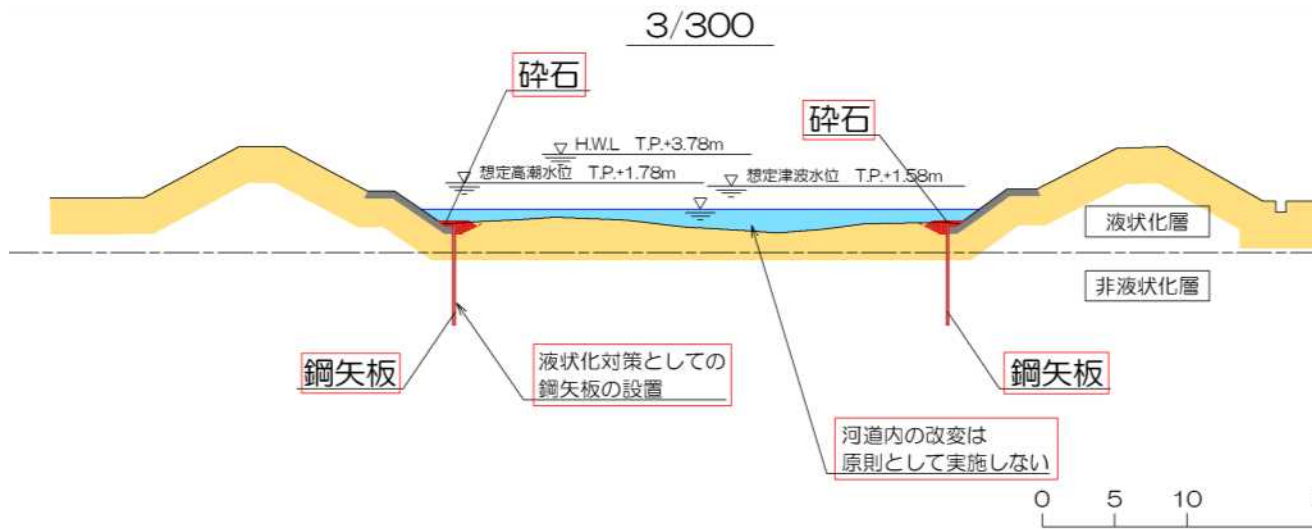 3/300
砕石
砕石
H.W.L T.P.+3.78m
想定高潮水位 T.P.+1.78m
想定津波水位 T.P.+1.58m
液状化層
非液状化層
鋼矢板
液状化対策としての
鋼矢板の設置
鋼矢板
河道内の改変は
原則として実施しない
0 5 10